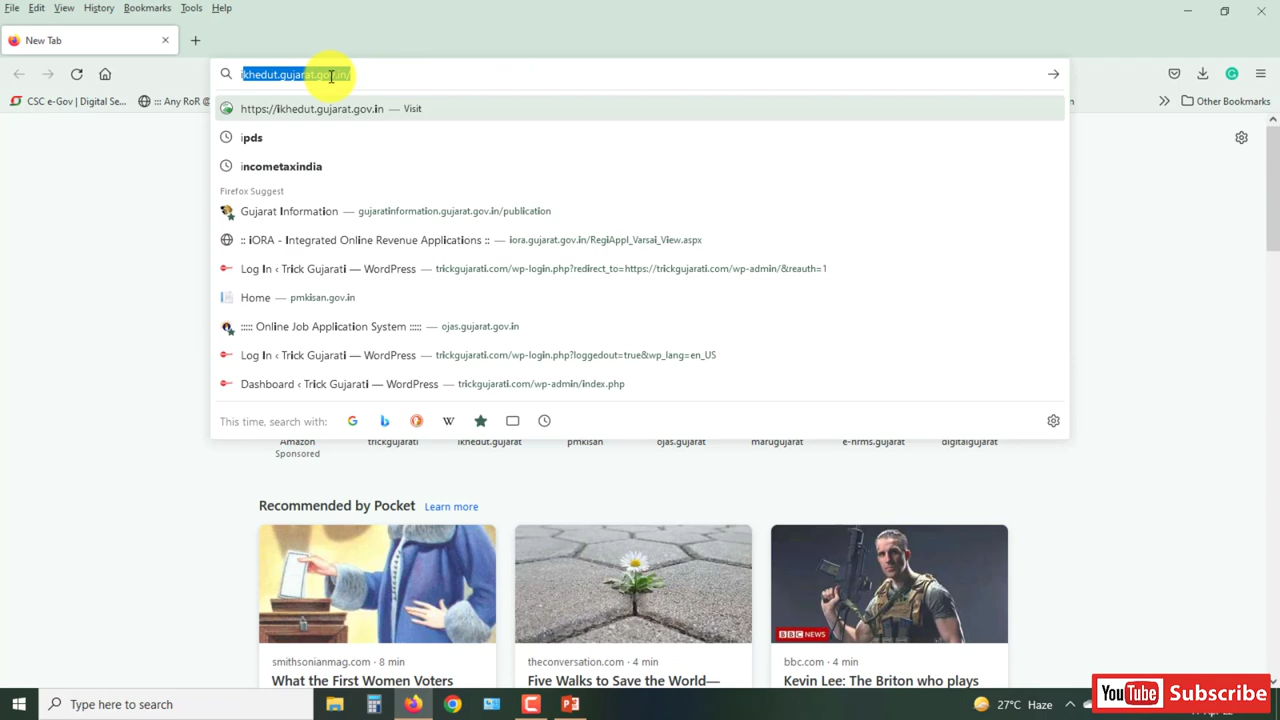 File Edit View History Bookmarks Tools Help
New Tab
ikhedut.gujarat.gov.in/
CSC e-Gov | Digital Se...
::: Any RoR @
Other Bookmarks
https://ikhedut.gujarat.gov.in — Visit
ipds
incometaxindia
Firefox Suggest
Gujarat Information — gujaratinformation.gujarat.gov.in/publication
:: iORA - Integrated Online Revenue Applications :: — iora.gujarat.gov.in/RegiAppl_Varsai_View.aspx
Log In ‹ Trick Gujarati — WordPress — trickgujarati.com/wp-login.php?redirect_to=https://trickgujarati.com/wp-admin/&reauth=1
Home — pmkisan.gov.in
::::: Online Job Application System ::::: — ojas.gujarat.gov.in
Log In ‹ Trick Gujarati — WordPress — trickgujarati.com/wp-login.php?loggedout=true&wp_lang=en_US
Dashboard ‹ Trick Gujarati — WordPress — trickgujarati.com/wp-admin/index.php
This time, search with:
Amazon trickgujarati ikhedut.gujarat pmkisan ojas.gujarat marugujarat e-hrms.gujarat digitalgujarat
Sponsored
Recommended by Pocket Learn more
BBC NEWS
smithsonianmag.com · 8 min
What the First Women Voters
theconversation.com · 4 min
Five Walks to Save the World—
bbc.com · 4 min
Kevin Lee: The Briton who plays
Type here to search
27°C Haze
YouTube Subscribe